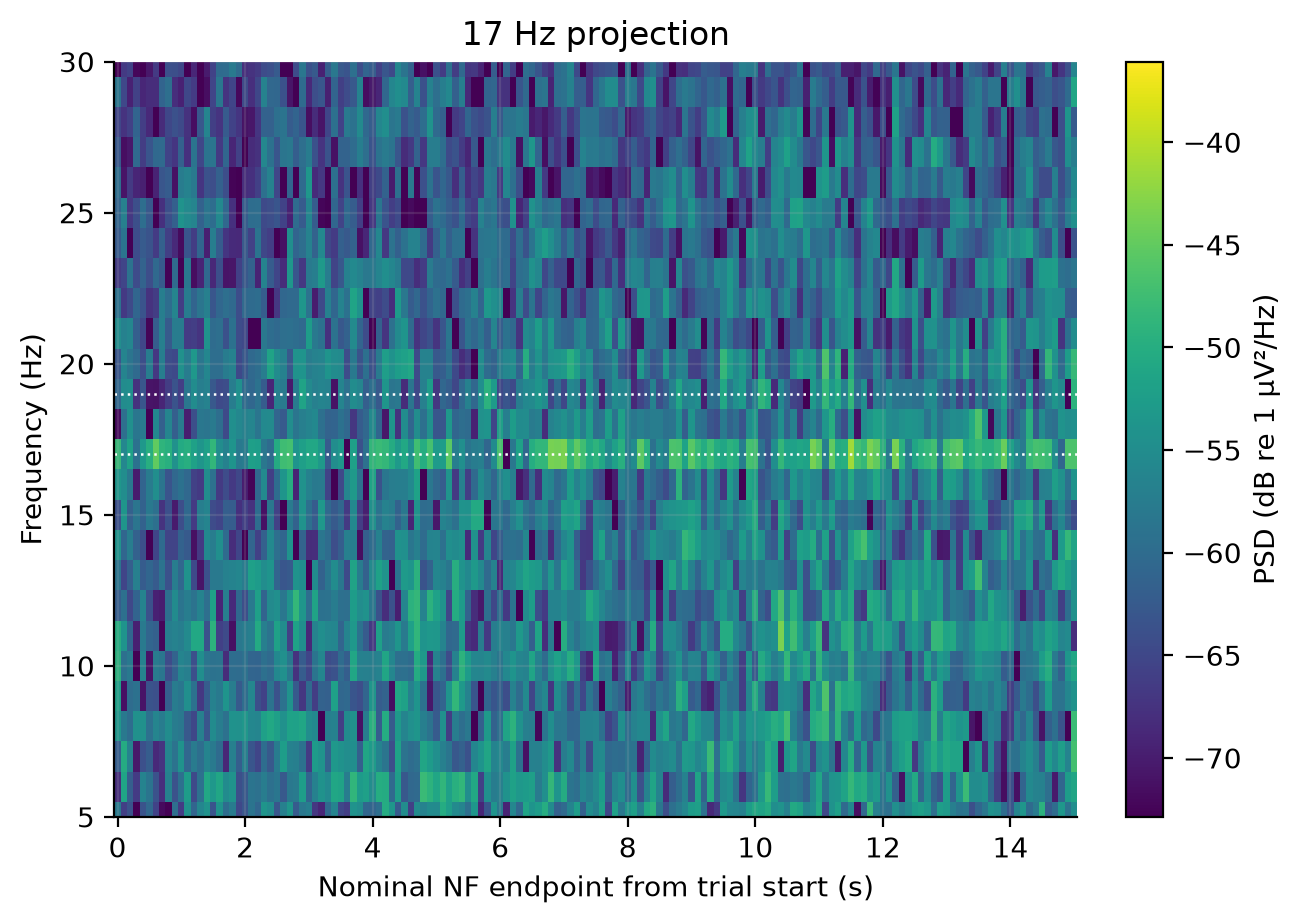 17 Hz projection
30
25
20
15
10
5
Frequency (Hz)
0 2 4 6 8 10 12 14
Nominal NF endpoint from trial start (s)
−40
−45
−50
−55
−60
−65
−70
PSD (dB re 1 µV²/Hz)